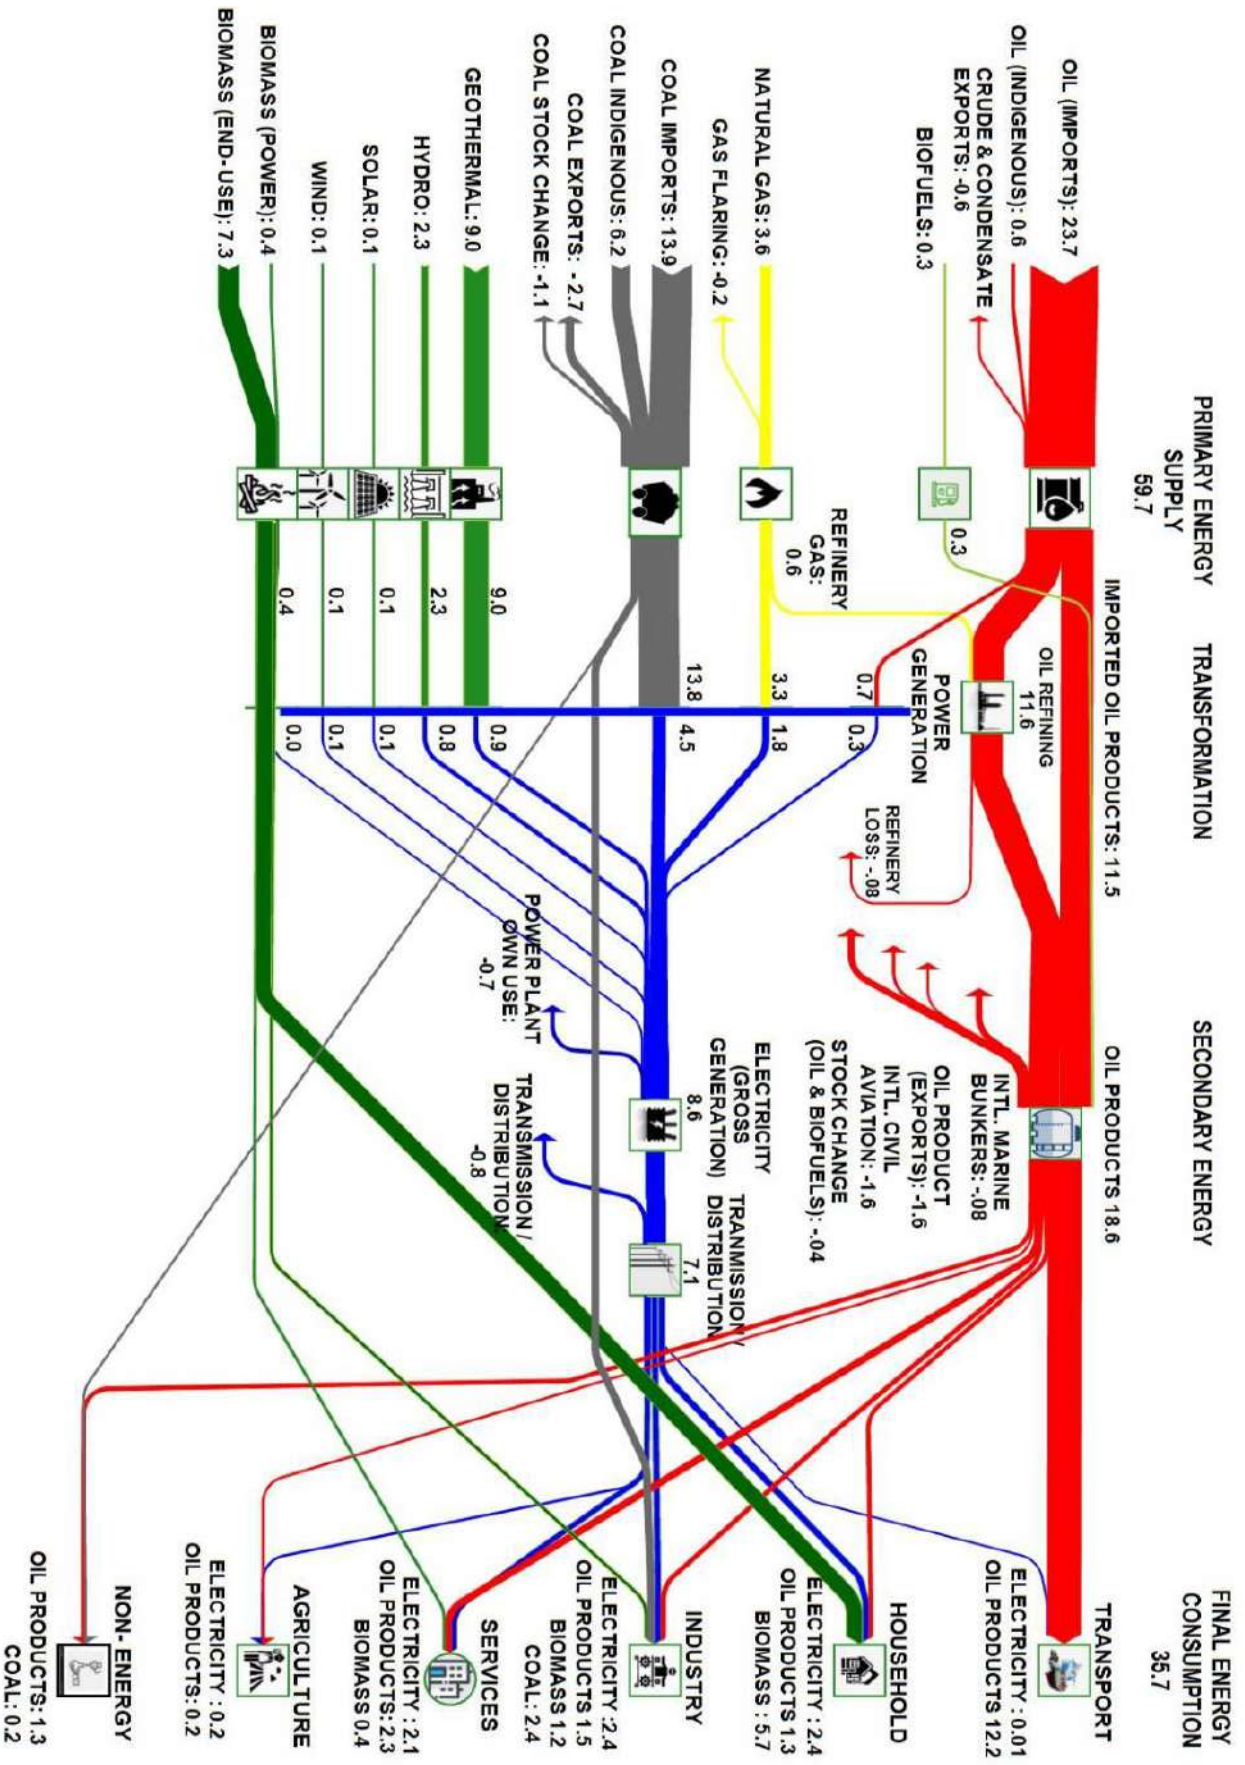 PRIMARY ENERGY
SUPPLY
59.7
TRANSFORMATION
SECONDARY ENERGY
FINAL ENERGY
CONSUMPTION
35.7
OIL (IMPORTS): 23.7
OIL (INDIGENOUS): 0.6
CRUDE & CONDENSATE
EXPORTS: -0.6
BIOFUELS: 0.3
NATURAL GAS: 3.6
GAS FLARING: -0.2
COAL IMPORTS: 13.9
COAL INDIGENOUS: 6.2
COAL EXPORTS: - 2.7
COAL STOCK CHANGE: -1.1
GEOTHERMAL: 9.0
HYDRO: 2.3
SOLAR: 0.1
WIND: 0.1
BIOMASS (POWER): 0.4
BIOMASS (END-USE): 7.3
IMPORTED OIL PRODUCTS: 11.5
0.3
OIL REFINING
11.6
REFINERY
GAS:
0.6
POWER
GENERATION
0.7
3.3
13.8
9.0
2.3
0.1
0.1
0.4
0.3
1.8
4.5
0.9
0.8
0.1
0.1
0.0
REFINERY
LOSS: -.08
OIL PRODUCTS 18.6
INTL. MARINE
BUNKERS: -.08
OIL PRODUCT
(EXPORTS): -1.6
INTL. CIVIL
AVIATION: -1.6
STOCK CHANGE
(OIL & BIOFUELS): -.04
ELECTRICITY
(GROSS
GENERATION)
8.6
TRANMISSION /
DISTRIBUTION
7.1
POWER PLANT
OWN USE:
-0.7
TRANSMISSION /
DISTRIBUTION:
-0.8
TRANSPORT
ELECTRICITY : 0.01
OIL PRODUCTS 12.2
HOUSEHOLD
ELECTRICITY : 2.4
OIL PRODUCTS 1.3
BIOMASS : 5.7
INDUSTRY
ELECTRICITY :2.4
OIL PRODUCTS 1.5
BIOMASS 1.2
COAL: 2.4
SERVICES
ELECTRICITY : 2.1
OIL PRODUCTS: 2.3
BIOMASS 0.4
AGRICULTURE
ELECTRICITY : 0.2
OIL PRODUCTS: 0.2
NON- ENERGY
OIL PRODUCTS: 1.3
COAL: 0.2